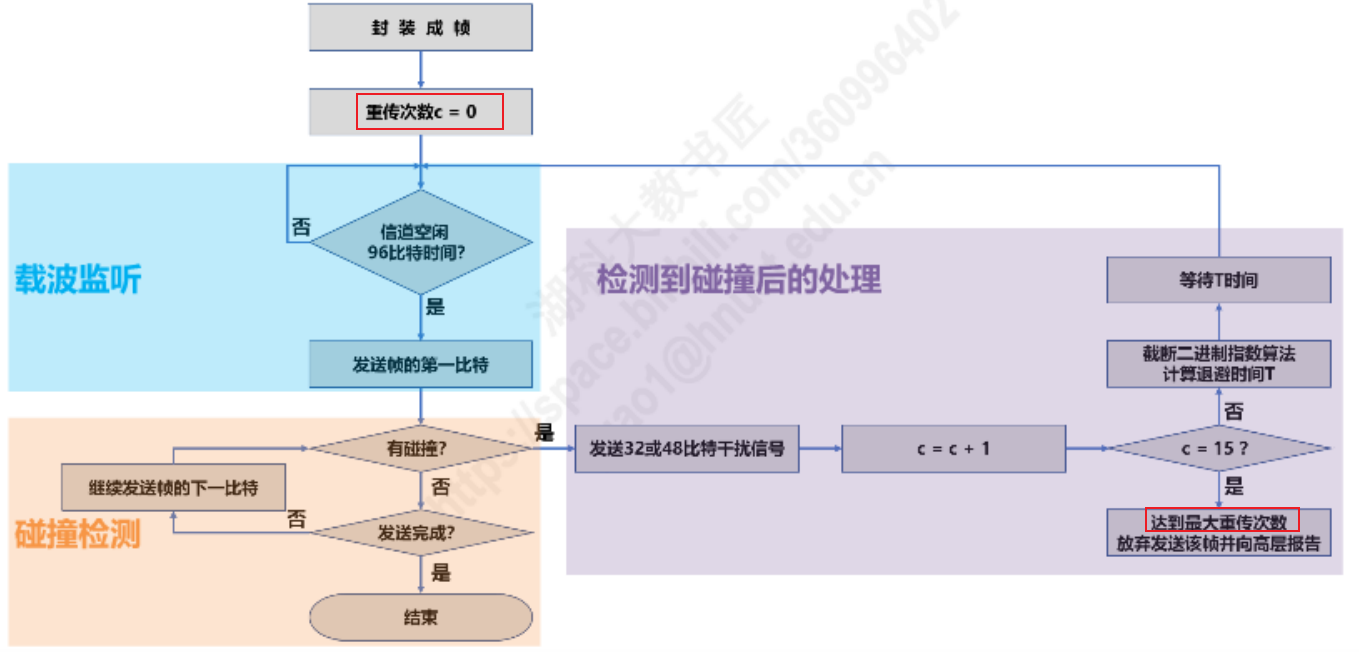 封 装 成 帧
重传次数c = 0
否
信道空闲
96比特时间?
载波监听
是
发送帧的第一比特
检测到碰撞后的处理
等待T时间
截断二进制指数算法
计算退避时间T
否
有碰撞?
是
发送32或48比特干扰信号
c = c + 1
c = 15 ?
否
继续发送帧的下一比特
是
达到最大重传次数
放弃发送该帧并向高层报告
碰撞检测
否
发送完成?
是
结束
湖科大教书匠
https://space.bilibili.com/360996402